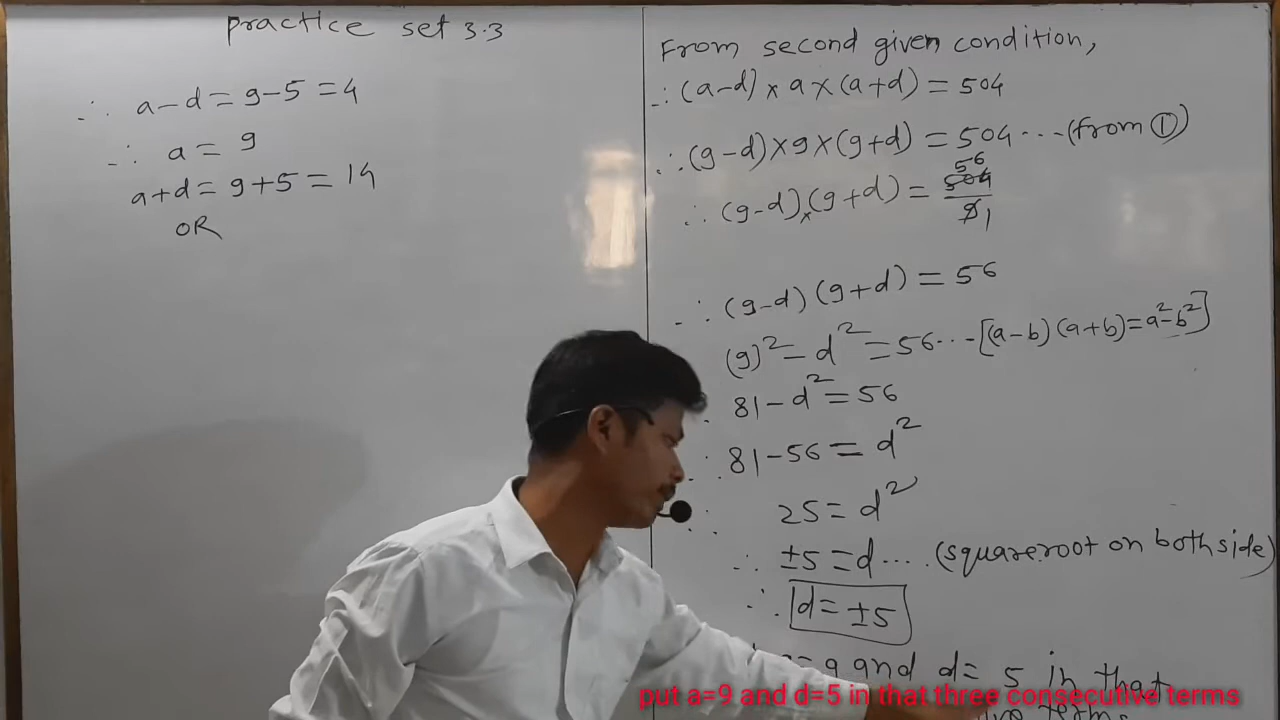 practice set 3.3
∴ a-d = 9-5 = 4
∴ a = 9
a+d = 9+5 = 14
OR
From second given condition,
∴ (a-d) × a × (a+d) = 504
∴ (9-d) × 9 × (9+d) = 504 ... (from ①)
56
∴ (9-d) × (9+d) = 504/9 1
∴ (9-d) (9+d) = 56
(9)² - d² = 56 ... [(a-b) (a+b) = a²-b²]
81 - d² = 56
∴ 81 - 56 = d²
∴ 25 = d²
∴ ±5 = d .... (squareroot on both side)
∴ d = ±5
= 9 and d = 5 in that
put a=9 and d=5 in that three consecutive terms